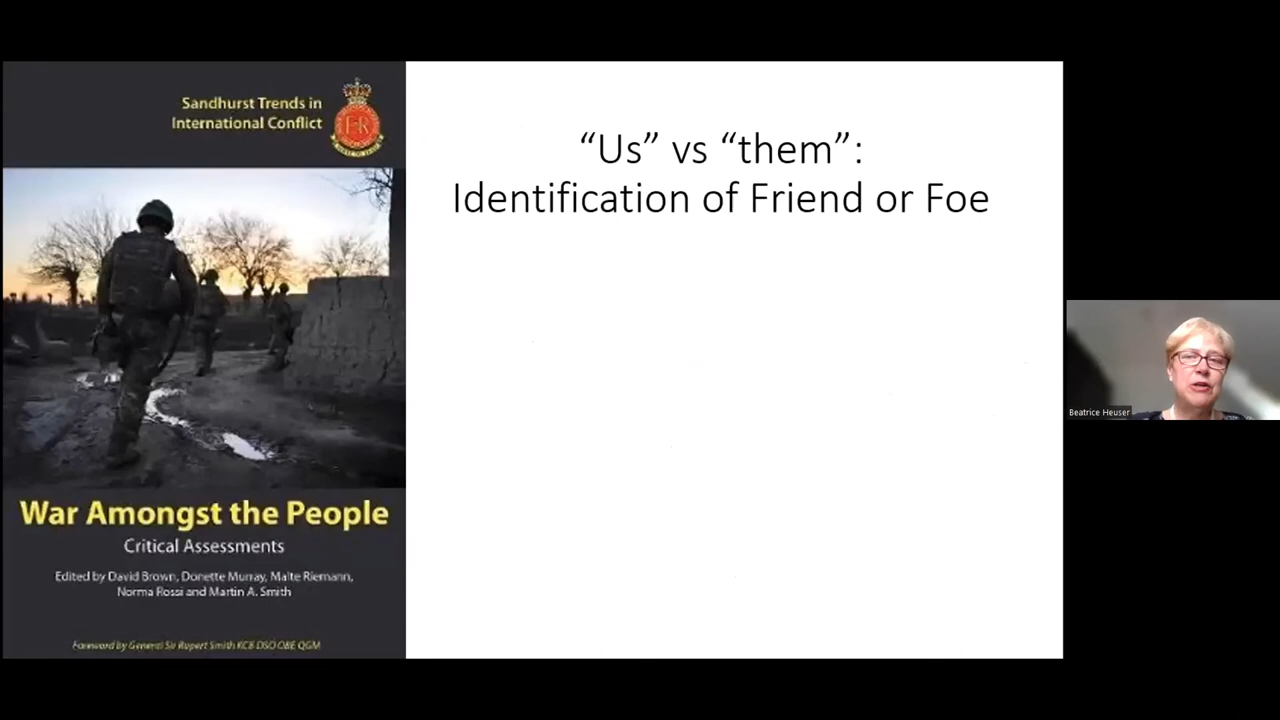 Sandhurst Trends in
International Conflict
E R
War Amongst the People
Critical Assessments
Edited by David Brown, Donette Murray, Malte Riemann,
Norma Rossi and Martin A. Smith
Foreword by General Sir Rupert Smith KCB DSO OBE QGM
“Us” vs “them”:
Identification of Friend or Foe
Beatrice Heuser